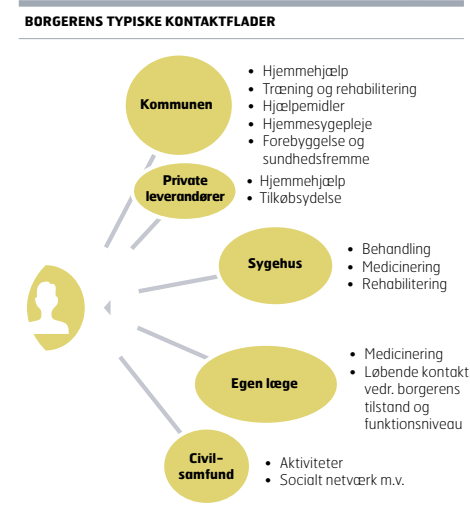 BORGERENS TYPISKE KONTAKTFLADER
Kommunen
• Hjemmehjælp
• Træning og rehabilitering
• Hjælpemidler
• Hjemmesygepleje
• Forebyggelse og
sundhedsfremme
Private
leverandører
• Hjemmehjælp
• Tilkøbsydelse
Sygehus
• Behandling
• Medicinering
• Rehabilitering
Egen læge
• Medicinering
• Løbende kontakt
vedr. borgerens
tilstand og
funktionsniveau
Civil-
samfund
• Aktiviteter
• Socialt netværk m.v.